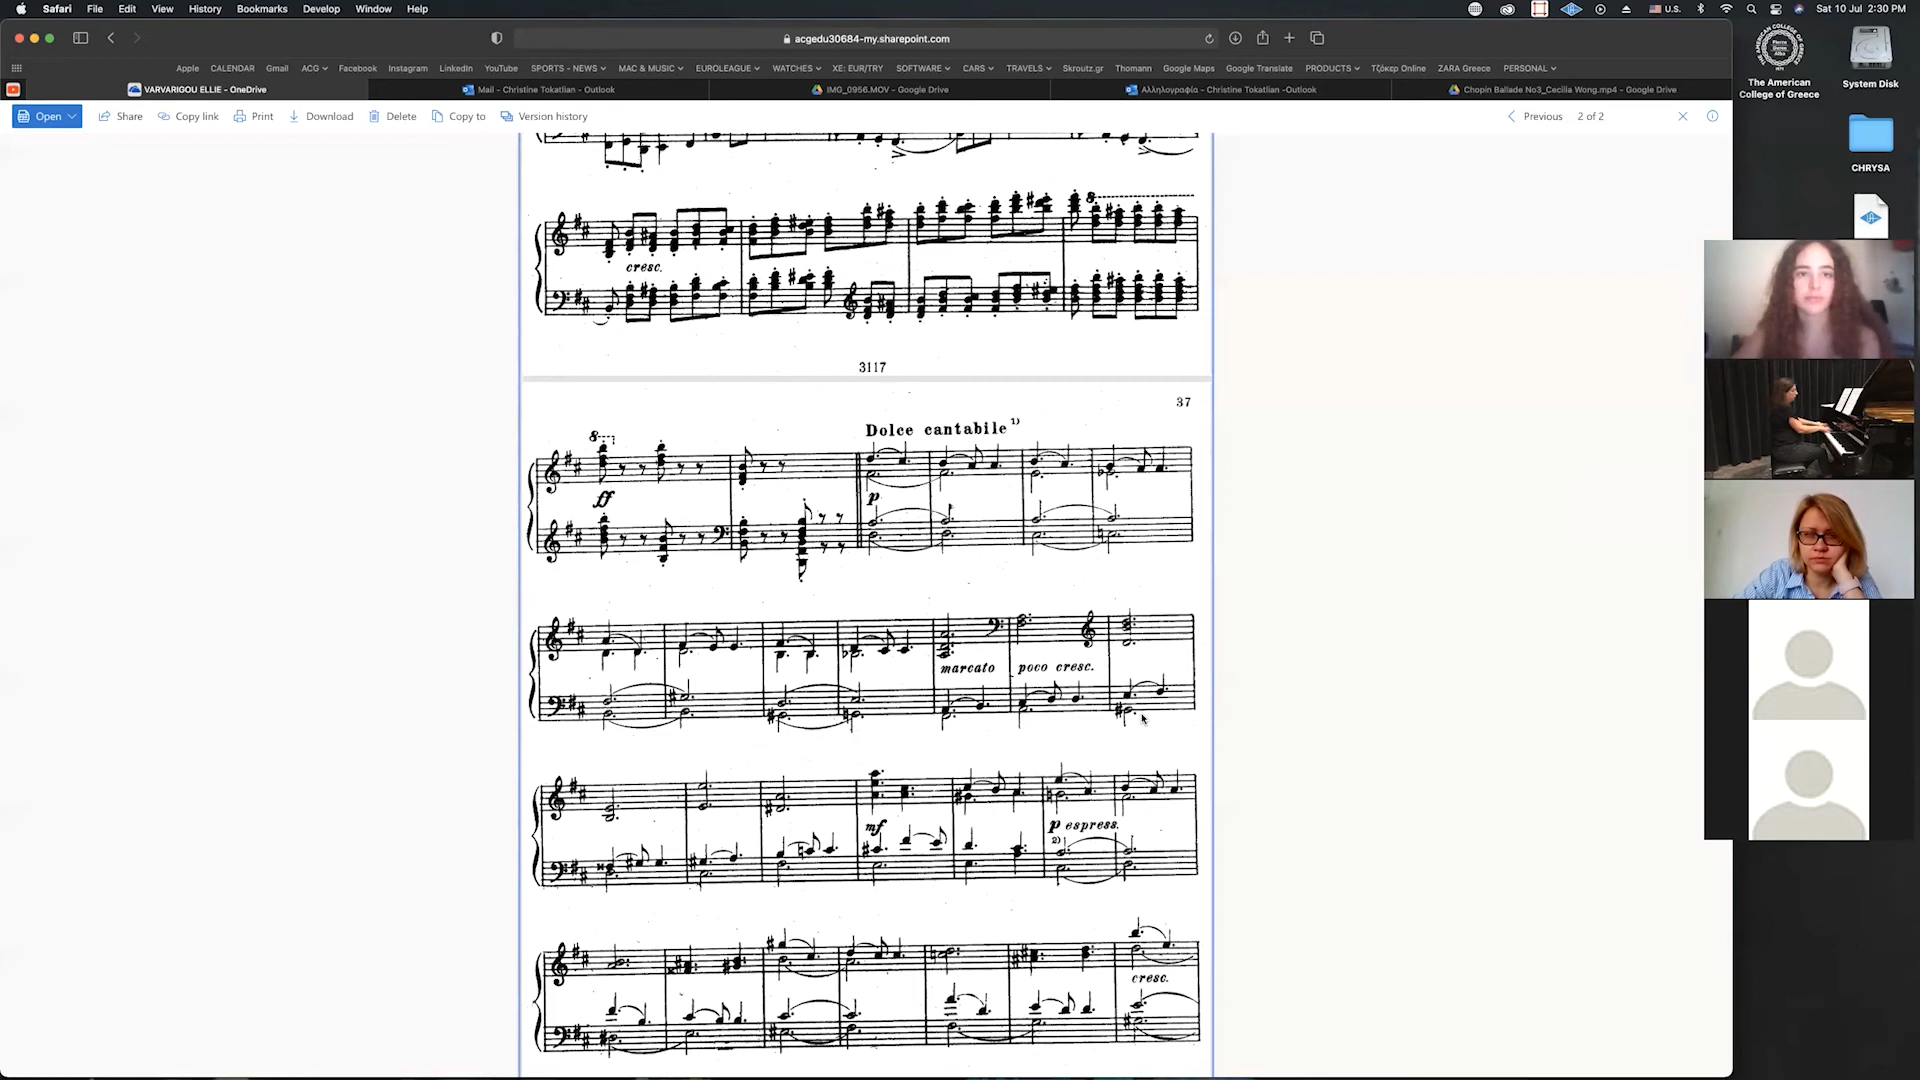 Safari File Edit View History Bookmarks Develop Window Help U.S. Sat 10 Jul 2:30 PM
acgedu30684-my.sharepoint.com
Apple CALENDAR Gmail ACG Facebook Instagram LinkedIn YouTube SPORTS - NEWS MAC & MUSIC EUROLEAGUE WATCHES XE: EUR/TRY SOFTWARE CARS TRAVELS Skroutz.gr Thomann Google Maps Google Translate PRODUCTS Τζόκερ Online ZARA Greece PERSONAL
VARVARIGOU ELLIE - OneDrive Mail - Christine Tokatlian - Outlook IMG_0956.MOV - Google Drive Αλληλογραφία - Christine Tokatlian -Outlook Chopin Ballade No3_Cecilia Wong.mp4 - Google Drive
Open Share Copy link Print Download Delete Copy to Version history Previous 2 of 2
The American
College of Greece
System Disk
CHRYSA
8
cresc.
3117
37
Dolce cantabile 1)
8
ff p
marcato poco cresc.
mf p espress.
2)
cresc.